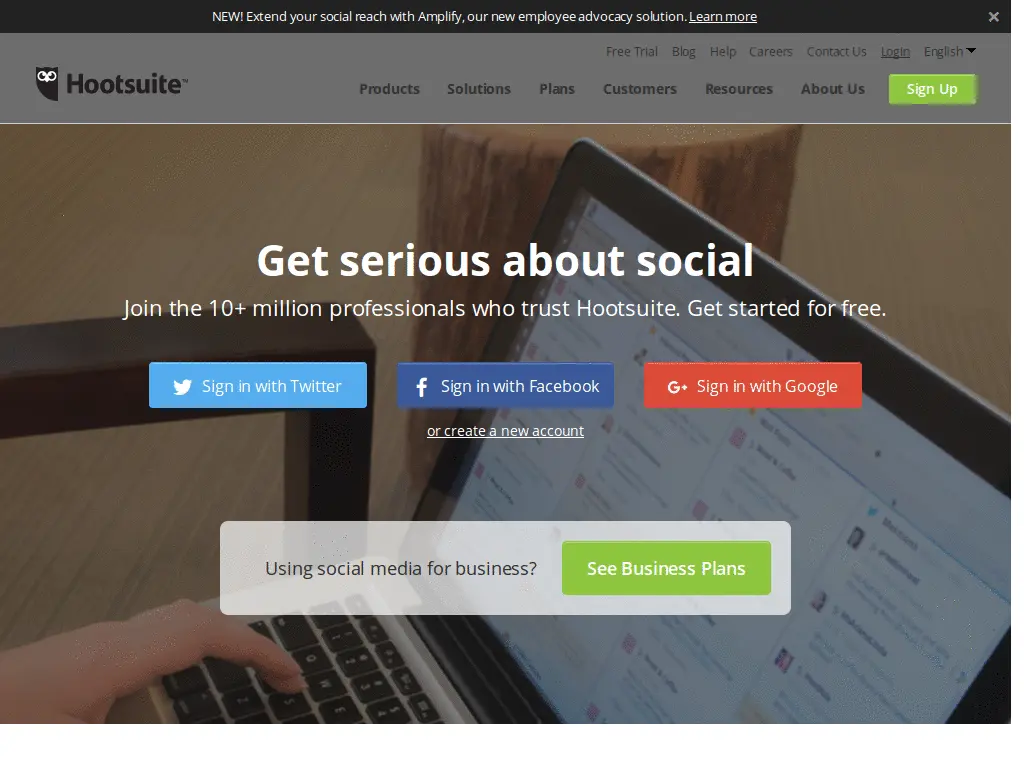 NEW! Extend your social reach with Amplify, our new employee advocacy solution. Learn more
Free Trial Blog Help Careers Contact Us Login English
Hootsuite™
Products Solutions Plans Customers Resources About Us Sign Up
Get serious about social
Join the 10+ million professionals who trust Hootsuite. Get started for free.
Sign in with Twitter Sign in with Facebook Sign in with Google
or create a new account
Using social media for business? See Business Plans